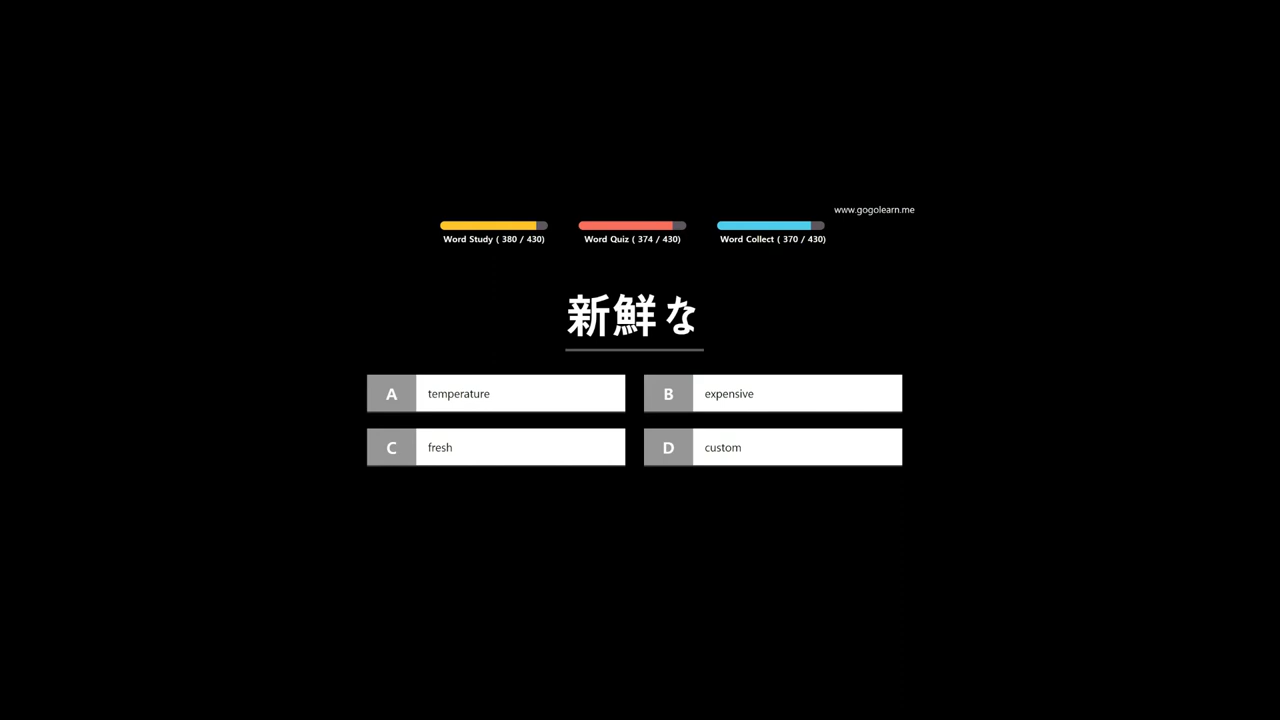 www.gogolearn.me
Word Study ( 380 / 430)
Word Quiz ( 374 / 430)
Word Collect ( 370 / 430)
新鮮な
A temperature
B expensive
C fresh
D custom